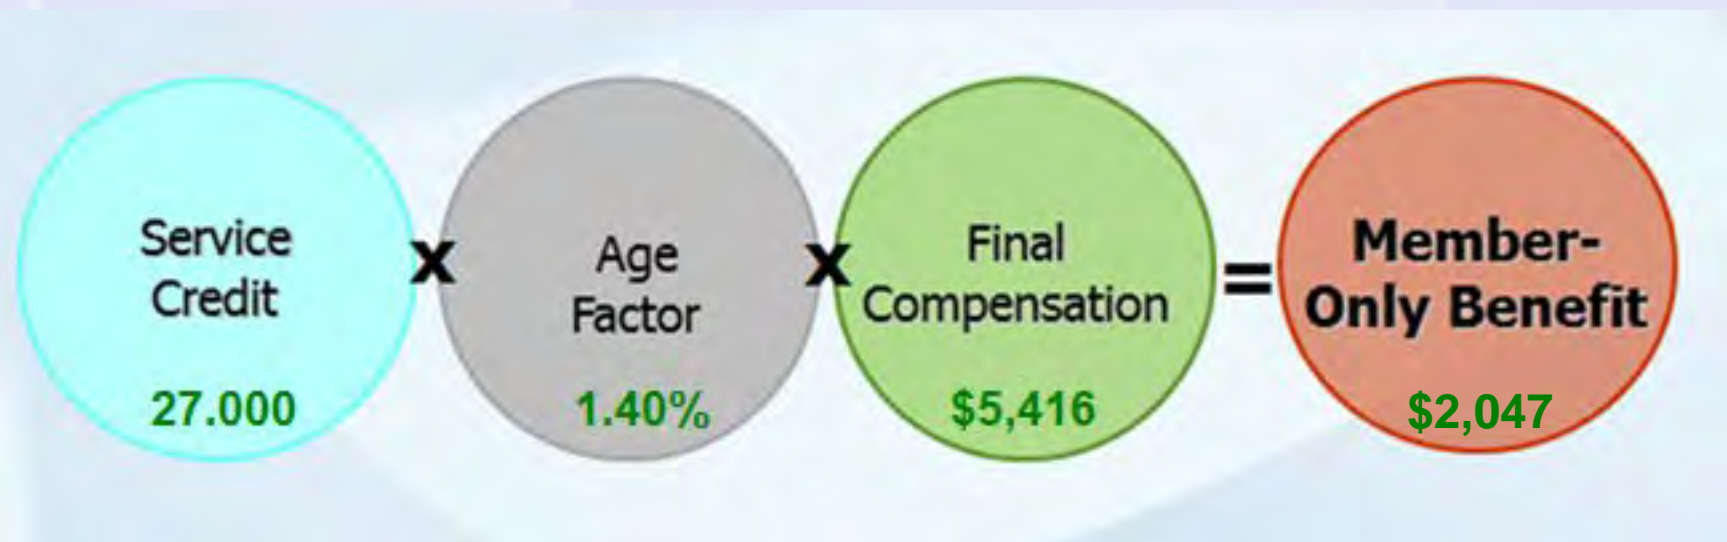 Service
Credit
27.000
x
Age
Factor
1.40%
x
Final
Compensation
$5,416
=
Member-
Only Benefit
$2,047